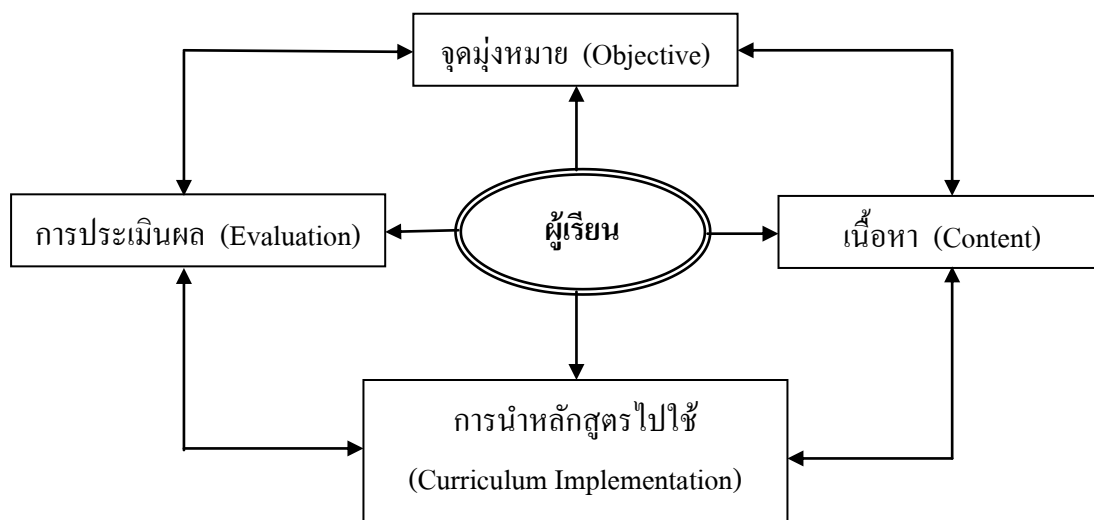 จุดมุ่งหมาย (Objective)
การประเมินผล (Evaluation)
ผู้เรียน
เนื้อหา (Content)
การนำหลักสูตรไปใช้
(Curriculum Implementation)